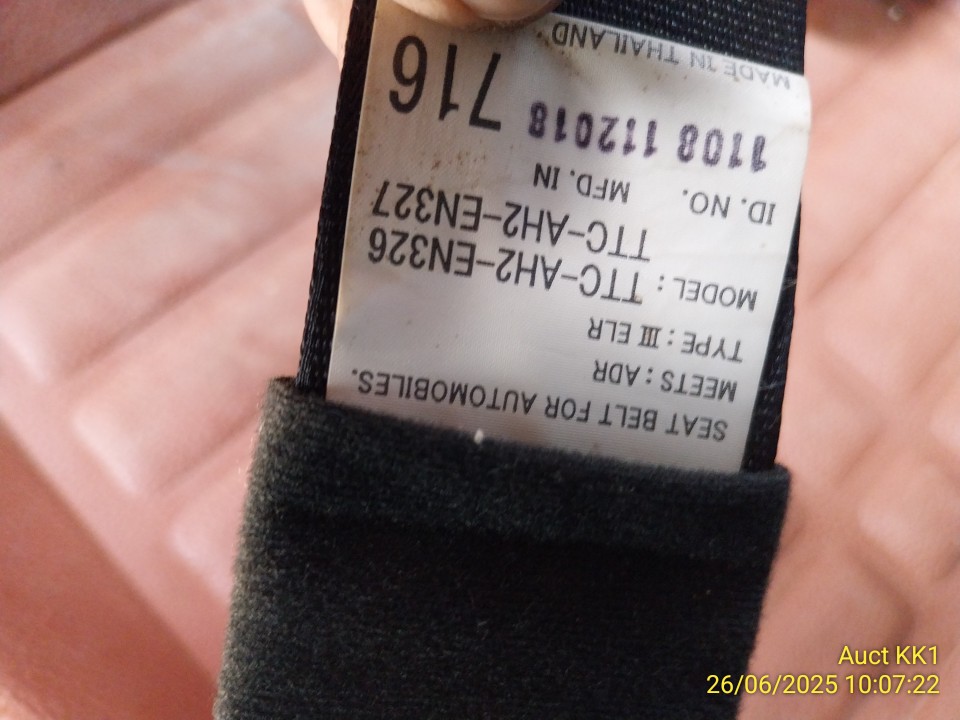 SEAT BELT FOR AUTOMOBILES.
MEETS : ADR
TYPE : Ⅲ ELR
MODEL : TTC-AH2-EN326
TTC-AH2-EN327
ID. NO. MFD. IN
1108 112018 716
MADE IN THAILAND
Auct KK1
26/06/2025 10:07:22